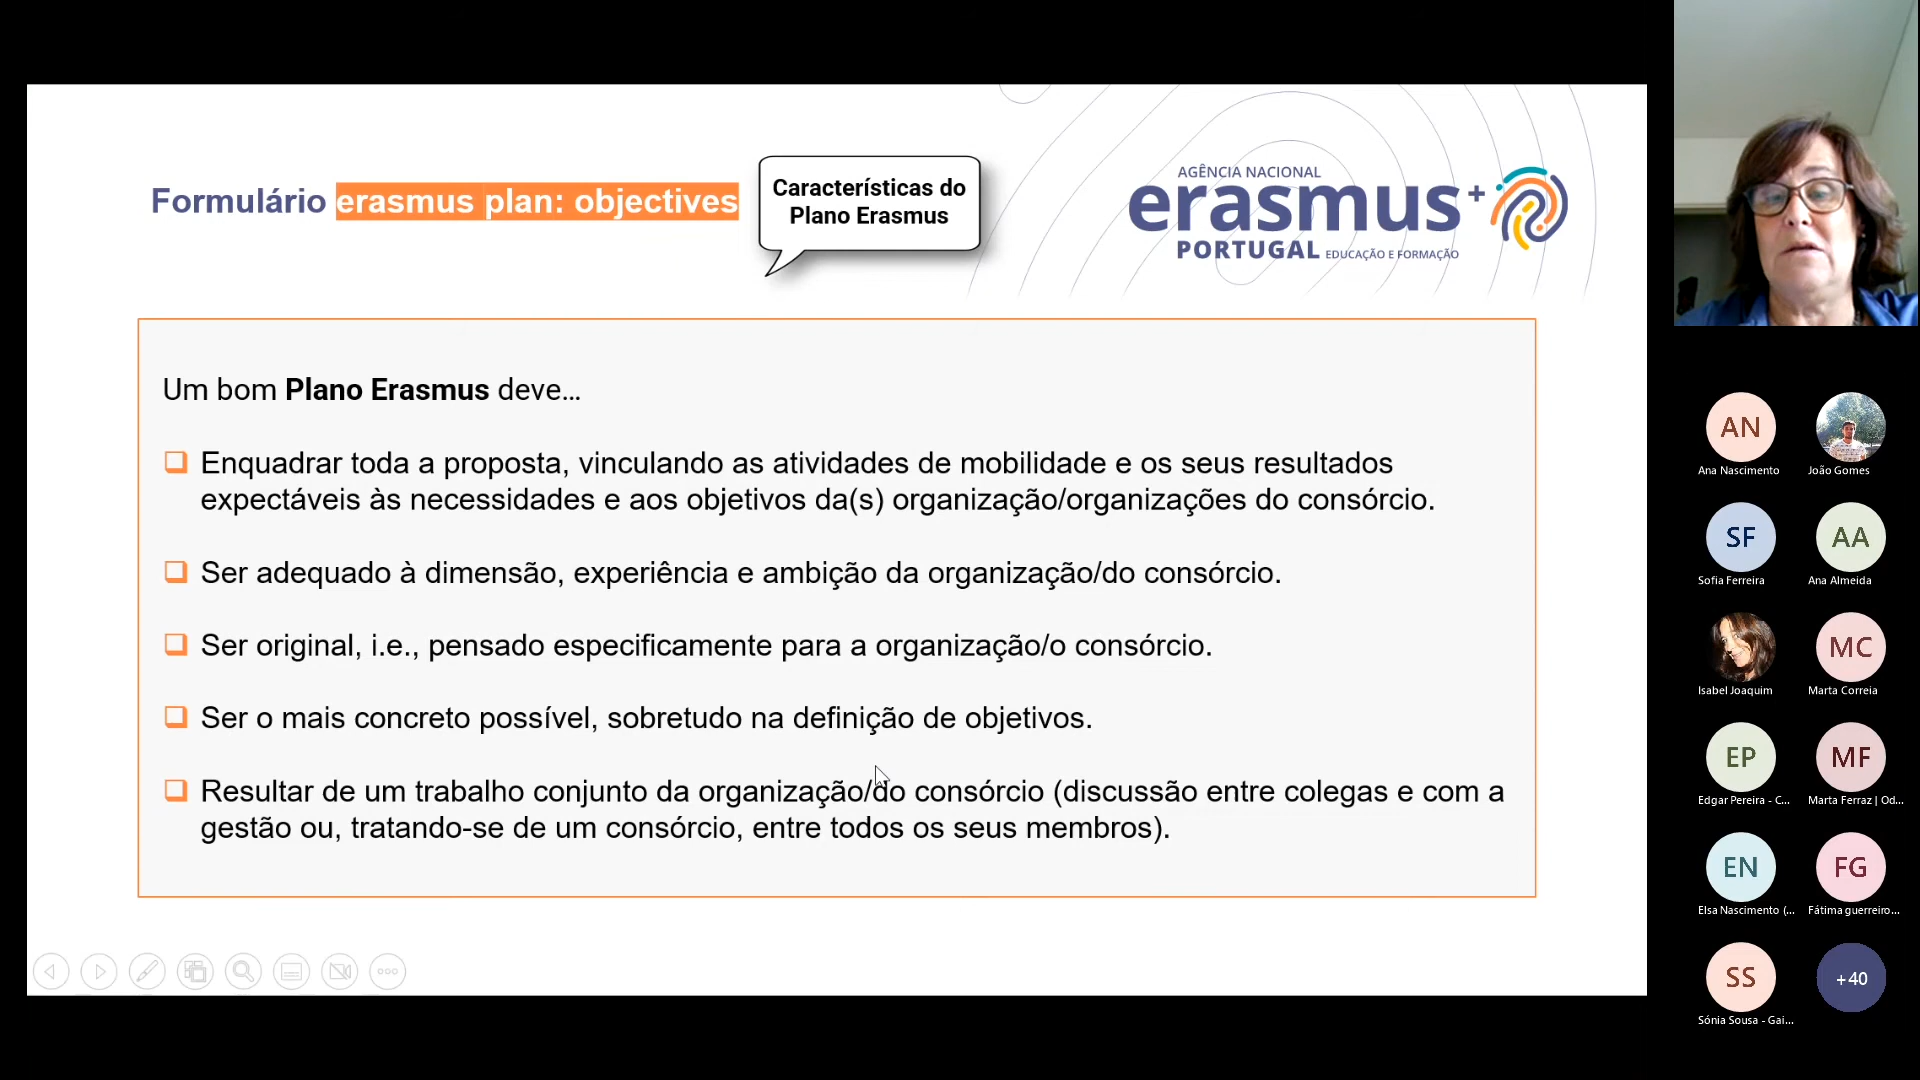 Formulário erasmus plan: objectives
Características do
Plano Erasmus
AGÊNCIA NACIONAL
erasmus+
PORTUGAL EDUCAÇÃO E FORMAÇÃO
Um bom Plano Erasmus deve...
Enquadrar toda a proposta, vinculando as atividades de mobilidade e os seus resultados
expectáveis às necessidades e aos objetivos da(s) organização/organizações do consórcio.
Ser adequado à dimensão, experiência e ambição da organização/do consórcio.
Ser original, i.e., pensado especificamente para a organização/o consórcio.
Ser o mais concreto possível, sobretudo na definição de objetivos.
Resultar de um trabalho conjunto da organização/do consórcio (discussão entre colegas e com a
gestão ou, tratando-se de um consórcio, entre todos os seus membros).
AN
Ana Nascimento
João Gomes
SF
Sofia Ferreira
AA
Ana Almeida
Isabel Joaquim
MC
Marta Correia
EP
Edgar Pereira - C...
MF
Marta Ferraz | Od...
EN
Elsa Nascimento (...
FG
Fátima guerreiro...
SS
Sónia Sousa - Gai...
+40